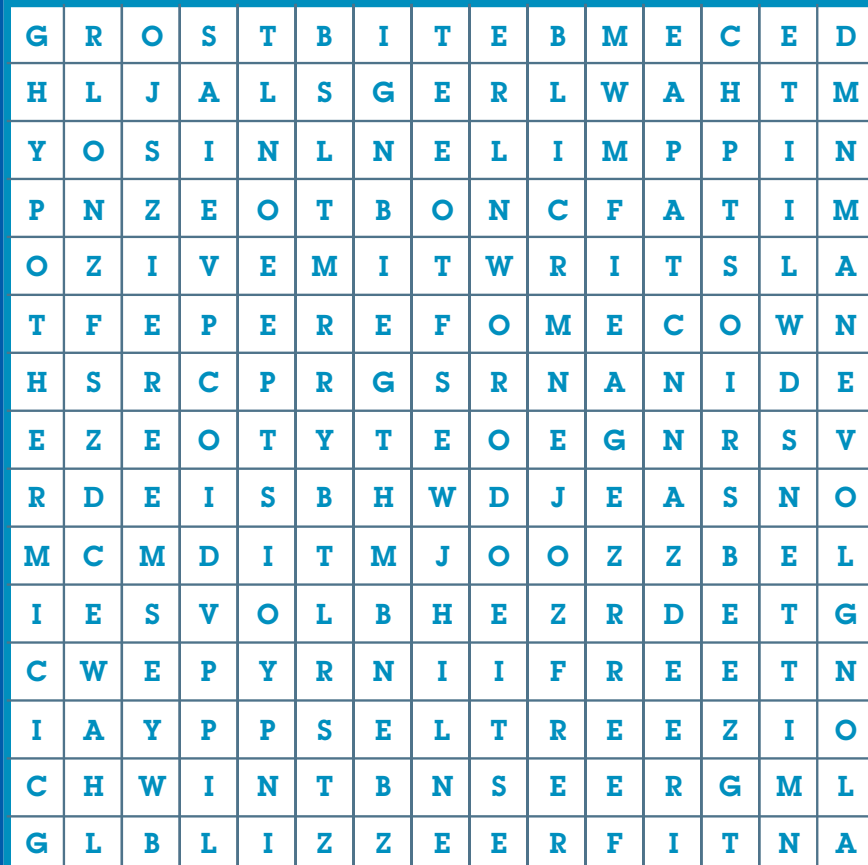 G R O S T B I T E B M E C E D
H L J A L S G E R L W A H T M
Y O S I N L N E L I M P P I N
P N Z E O T B O N C F A T I M
O Z I V E M I T W R I T S L A
T F E P E R E F O M E C O W N
H S R C P R G S R N A N I D E
E Z E O T Y T E O E G N R S V
R D E I S B H W D J E A S N O
M C M D I T M J O O Z Z B E L
I E S V O L B H E Z R D E T G
C W E P Y R N I I F R E E T N
I A Y P P S E L T R E E Z I O
C H W I N T B N S E E R G M L
G L B L I Z Z E E R F I T N A